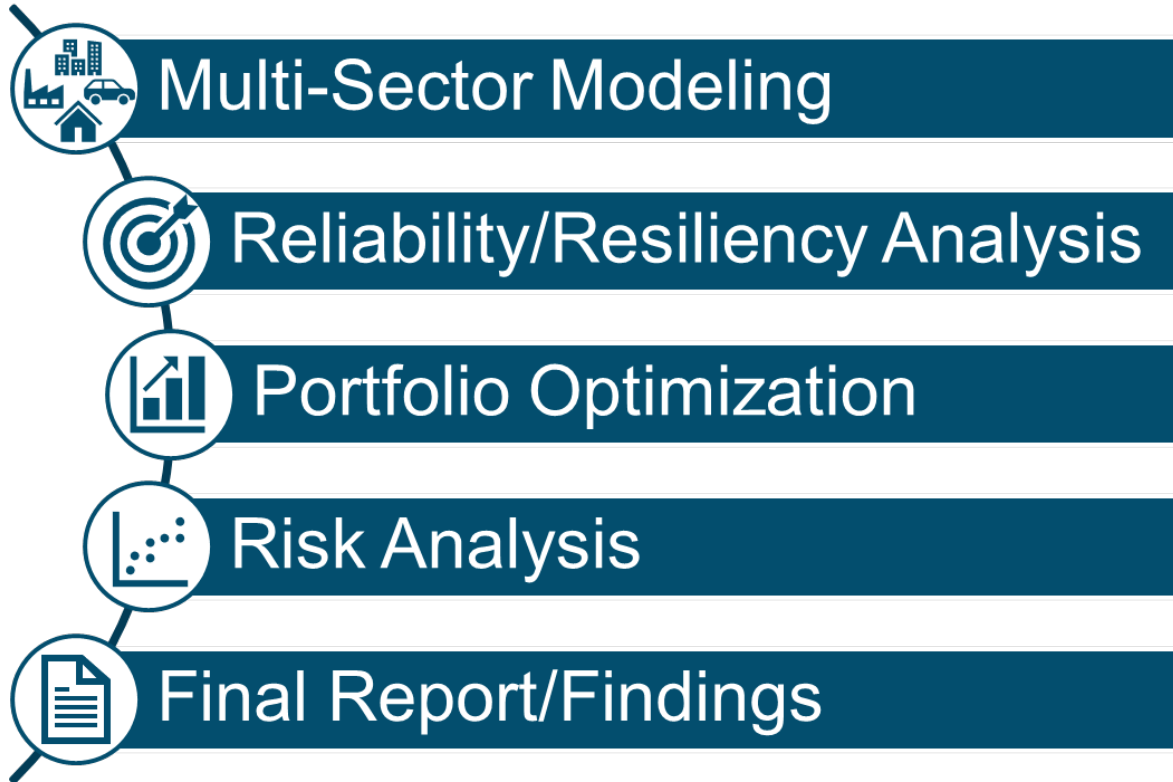 Multi-Sector Modeling
Reliability/Resiliency Analysis
Portfolio Optimization
Risk Analysis
Final Report/Findings